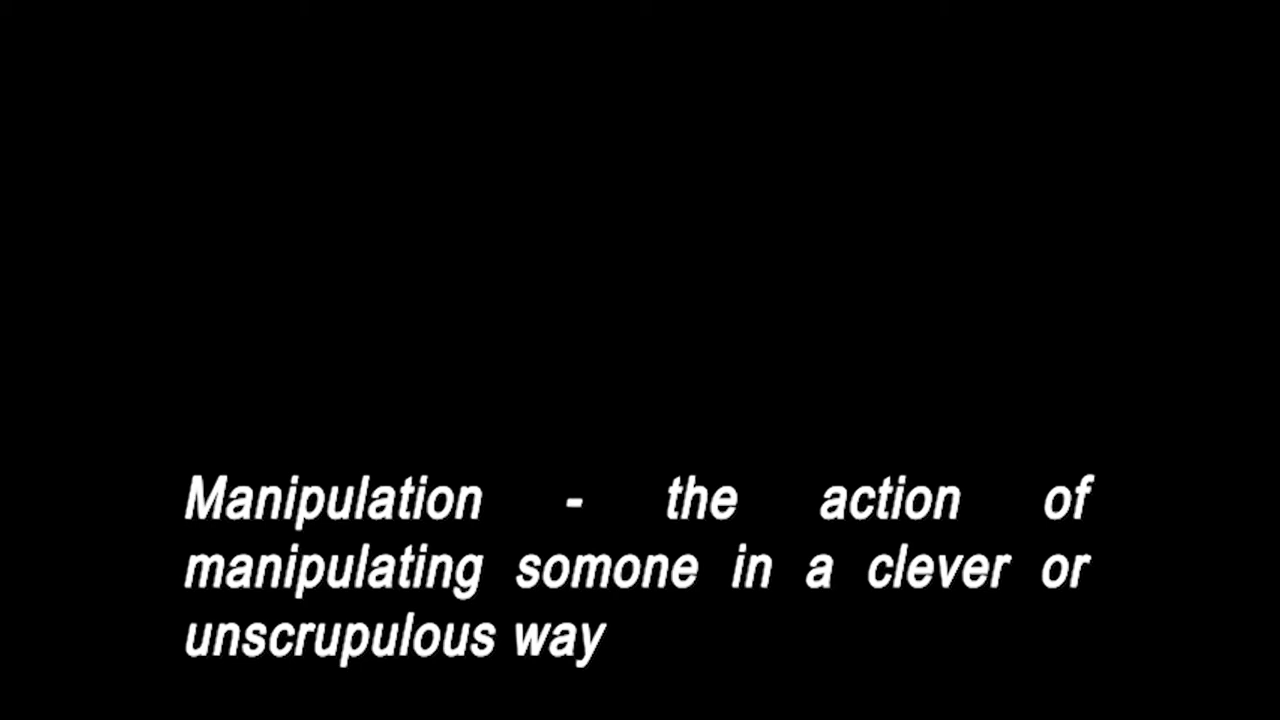 Manipulation - the action of
manipulating somone in a clever or
unscrupulous way